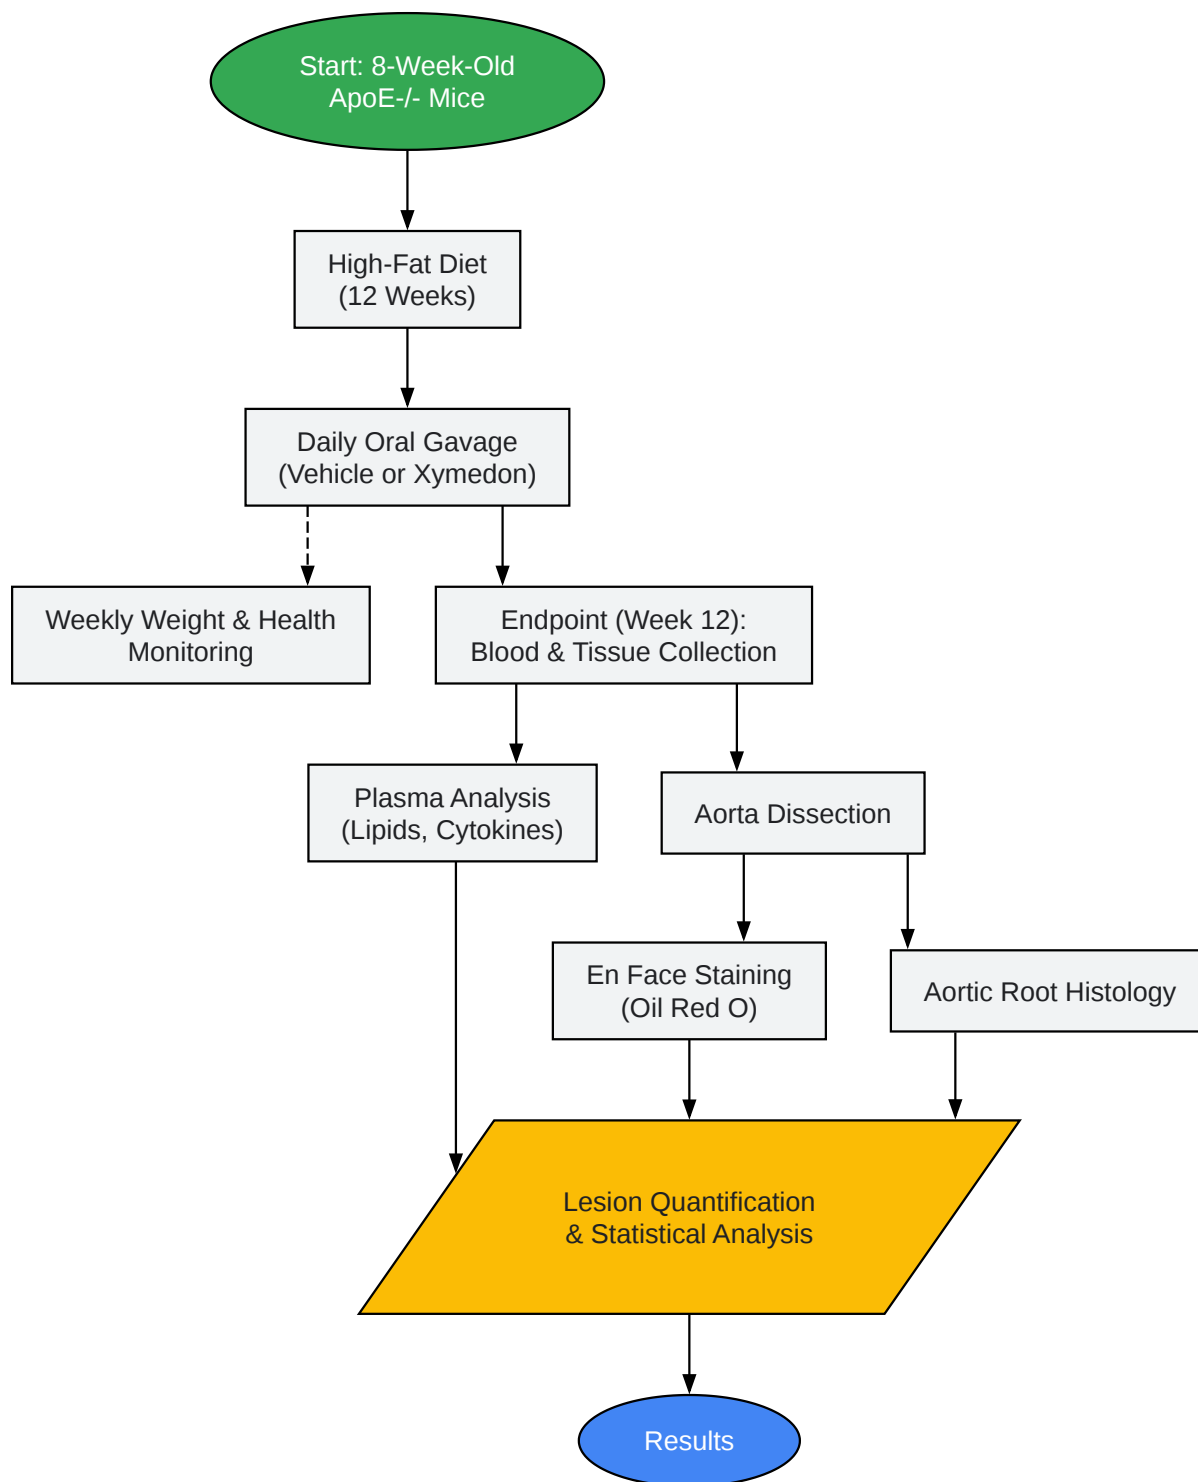 Start: 8-Week-Old
ApoE-/- Mice
High-Fat Diet
(12 Weeks)
Daily Oral Gavage
(Vehicle or Xymedon)
Weekly Weight & Health
Monitoring
Endpoint (Week 12):
Blood & Tissue Collection
Plasma Analysis
(Lipids, Cytokines)
Aorta Dissection
En Face Staining
(Oil Red O)
Aortic Root Histology
Lesion Quantification
& Statistical Analysis
Results